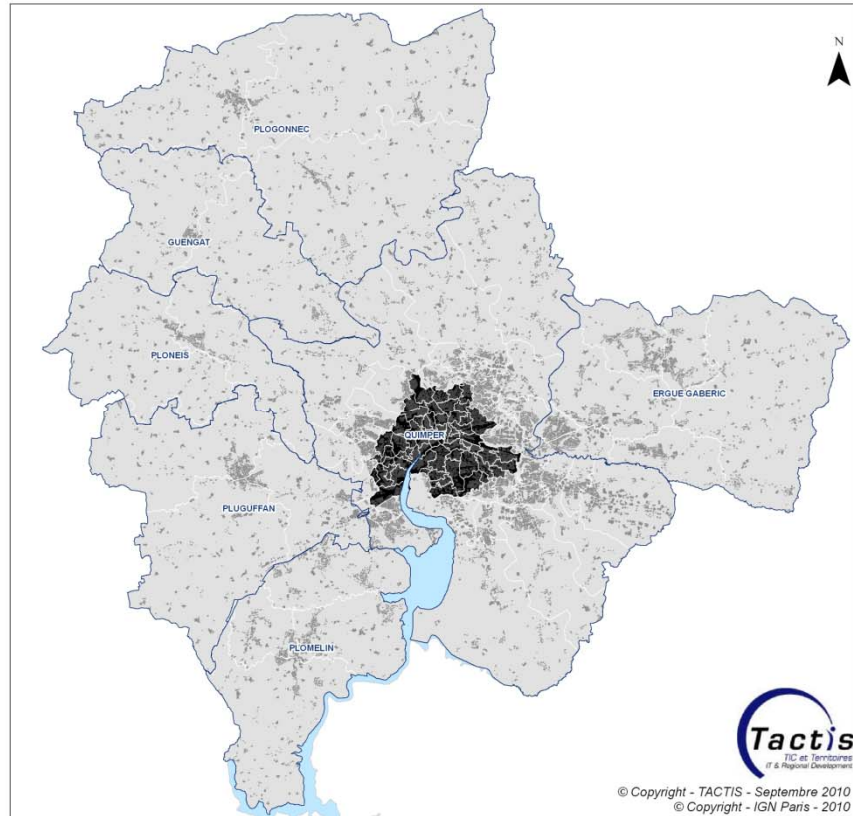 N
PLOGONNEC
GUENGAT
PLONEIS
ERGUE GABERIC
QUIMPER
PLUGUFFAN
PLOMELIN
Tactis
TIC et Territoires
IT & Regional Development
© Copyright - TACTIS - Septembre 2010
© Copyright - IGN Paris - 2010